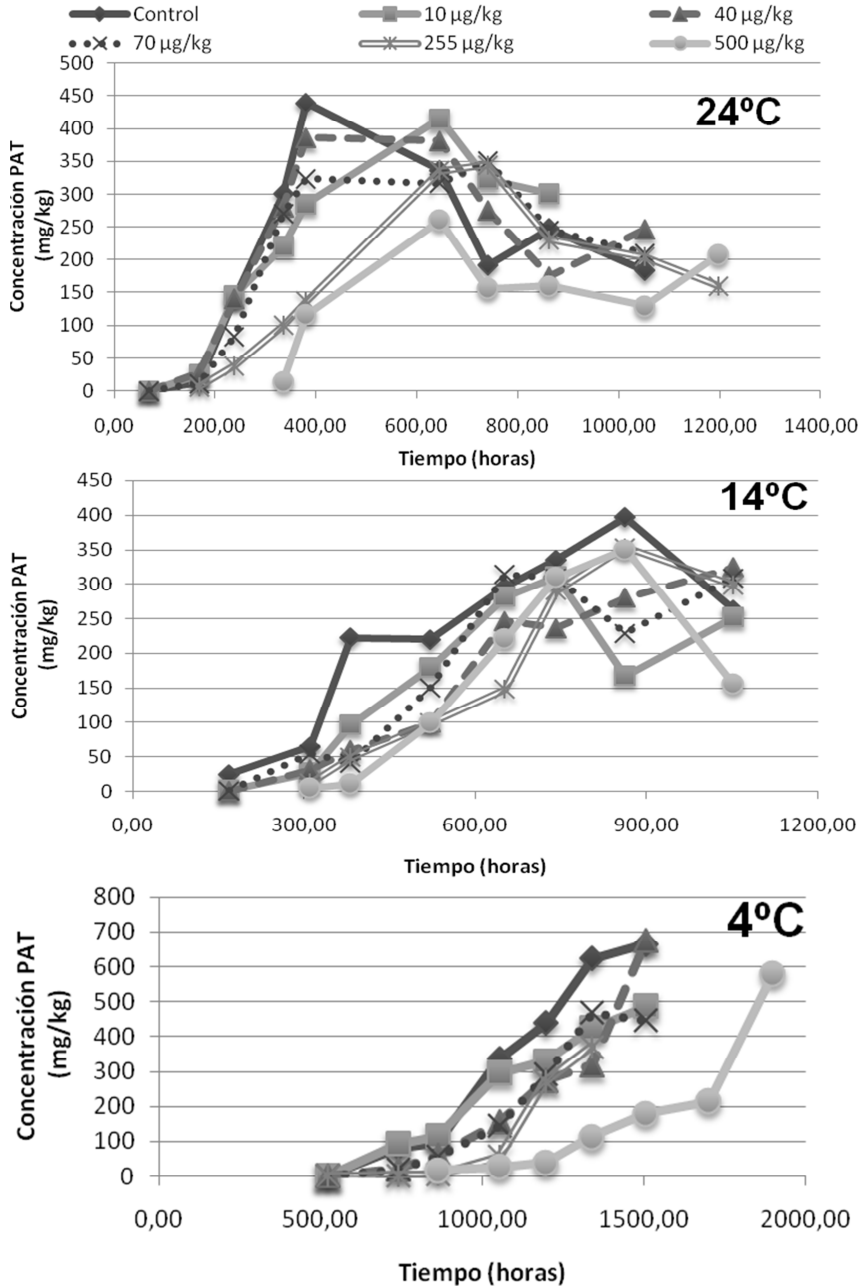 Control 10 µg/kg 40 µg/kg
70 µg/kg 255 µg/kg 500 µg/kg
24ºC
Concentración PAT
(mg/kg)
500
450
400
350
300
250
200
150
100
50
0
0,00 200,00 400,00 600,00 800,00 1000,00 1200,00 1400,00
Tiempo (horas)
14ºC
Concentración PAT
(mg/kg)
450
400
350
300
250
200
150
100
50
0
0,00 300,00 600,00 900,00 1200,00
Tiempo (horas)
4ºC
Concentración PAT
(mg/kg)
800
700
600
500
400
300
200
100
0
0,00 500,00 1000,00 1500,00 2000,00
Tiempo (horas)